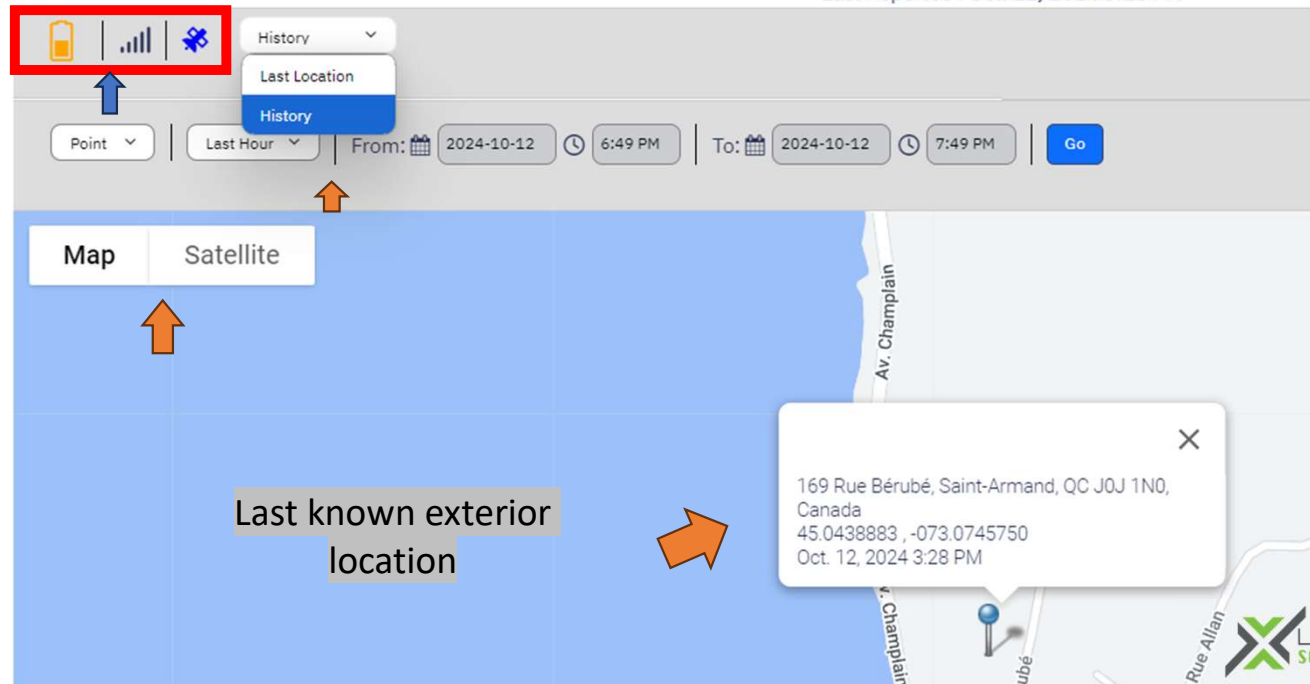 History
Last Location
History
Point
Last Hour
From:
2024-10-12
6:49 PM
To:
2024-10-12
7:49 PM
Go
Map
Satellite
Av. Champlain
169 Rue Bérubé, Saint-Armand, QC J0J 1N0,
Canada
45.0438883 , -073.0745750
Oct. 12, 2024 3:28 PM
Last known exterior
location
Champlain
Rue Allan